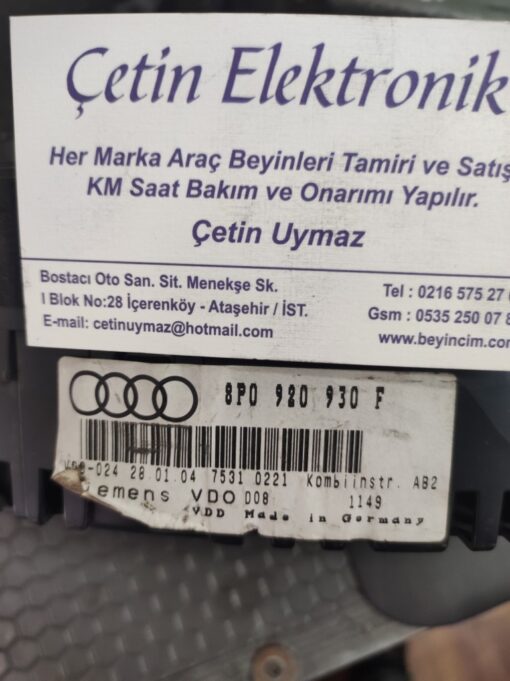 Çetin Elektronik
Her Marka Araç Beyinleri Tamiri ve Satış
KM Saat Bakım ve Onarımı Yapılır.
Çetin Uymaz
Bostacı Oto San. Sit. Menekşe Sk.
I Blok No:28 İçerenköy - Ataşehir / İST.
E-mail: cetinuymaz@hotmail.com
Tel : 0216 575 27
Gsm : 0535 250 07 8
www.beyincim.com
8P0 920 930 F
-024 28.01.04 7531 0221 Kombiinstr. AB2
emens VDO D08 1149
VDD Made in Germany